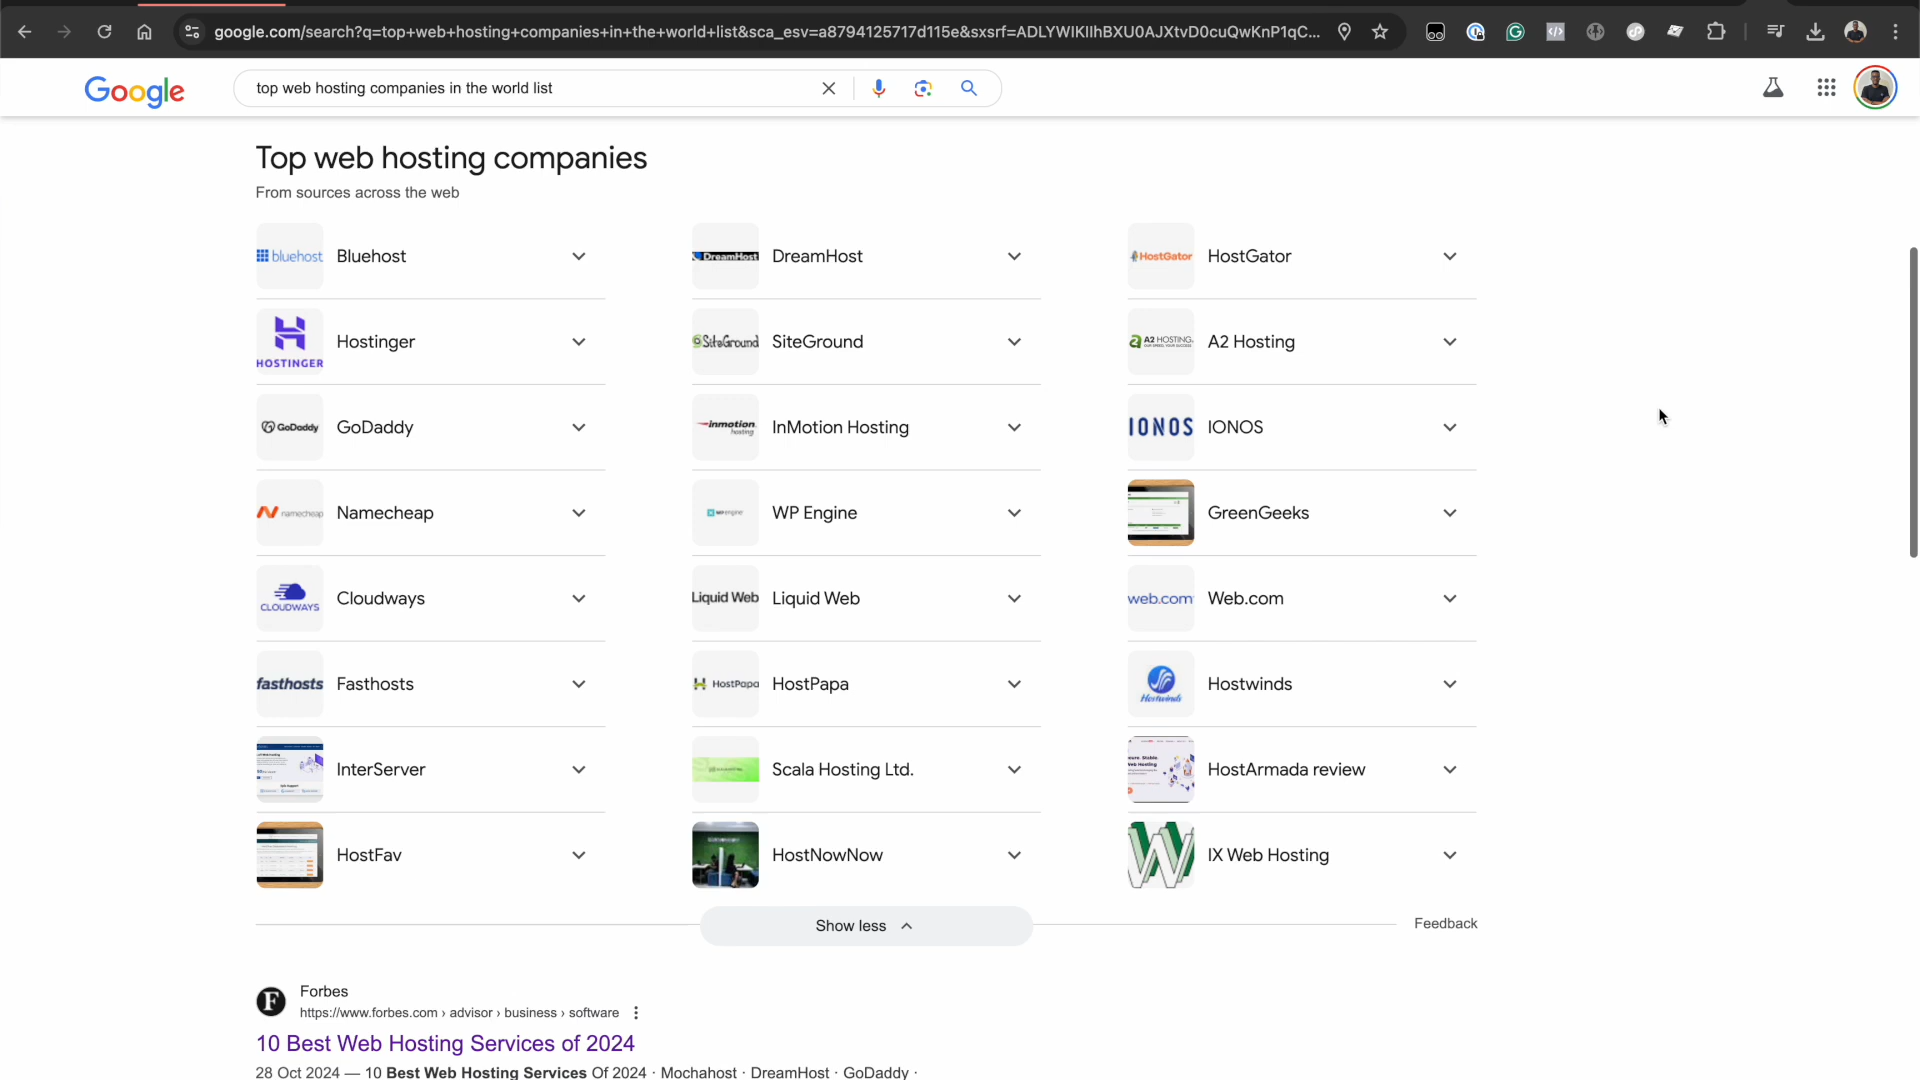 google.com/search?q=top+web+hosting+companies+in+the+world+list&sca_esv=a8794125717d115e&sxsrf=ADLYWIKIlhBXU0AJXtvD0cuQwKnP1qC...
Google
top web hosting companies in the world list
Top web hosting companies
From sources across the web
bluehost Bluehost
DreamHost DreamHost
HostGator HostGator
HOSTINGER Hostinger
SiteGround SiteGround
A2 HOSTING A2 Hosting
GoDaddy GoDaddy
inmotion hosting InMotion Hosting
IONOS IONOS
namecheap Namecheap
WP engine WP Engine
GreenGeeks
CLOUDWAYS Cloudways
Liquid Web Liquid Web
web.com Web.com
fasthosts Fasthosts
HostPapa HostPapa
Hostwinds Hostwinds
InterServer
Scala Hosting Ltd.
HostArmada review
HostFav
HostNowNow
IX Web Hosting
Show less
Feedback
Forbes
https://www.forbes.com › advisor › business › software
10 Best Web Hosting Services of 2024
28 Oct 2024 — 10 Best Web Hosting Services Of 2024 · Mochahost · DreamHost · GoDaddy ·